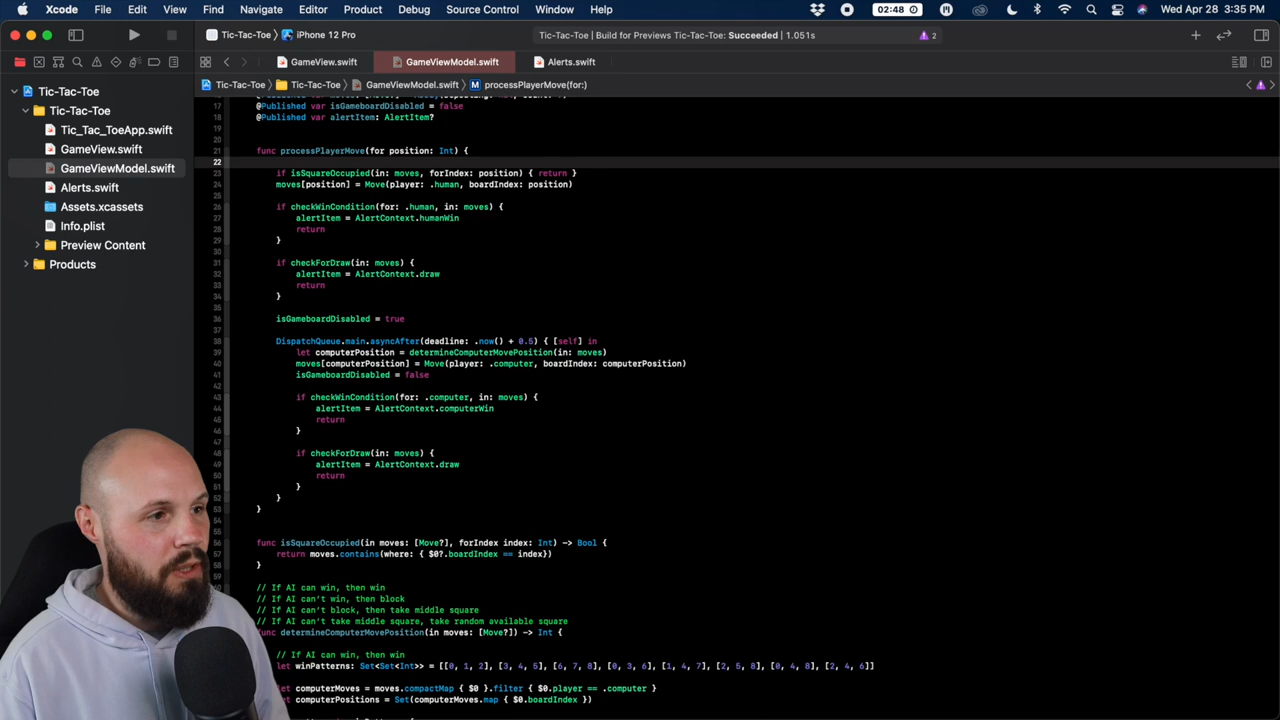 Xcode File Edit View Find Navigate Editor Product Debug Source Control Window Help 02:48 Wed Apr 28 3:35 PM
Tic-Tac-Toe iPhone 12 Pro Tic-Tac-Toe | Build for Previews Tic-Tac-Toe: Succeeded | 1.051s 2
GameView.swift GameViewModel.swift Alerts.swift
Tic-Tac-Toe Tic-Tac-Toe GameViewModel.swift M processPlayerMove(for:)
Tic-Tac-Toe
Tic-Tac-Toe
Tic_Tac_ToeApp.swift
GameView.swift
GameViewModel.swift
Alerts.swift
Assets.xcassets
Info.plist
Preview Content
Products
17 @Published var isGameboardDisabled = false
18 @Published var alertItem: AlertItem?
19
20
21 func processPlayerMove(for position: Int) {
22
23 if isSquareOccupied(in: moves, forIndex: position) { return }
24 moves[position] = Move(player: .human, boardIndex: position)
25
26 if checkWinCondition(for: .human, in: moves) {
27 alertItem = AlertContext.humanWin
28 return
29 }
30
31 if checkForDraw(in: moves) {
32 alertItem = AlertContext.draw
33 return
34 }
35
36 isGameboardDisabled = true
37
38 DispatchQueue.main.asyncAfter(deadline: .now() + 0.5) { [self] in
39 let computerPosition = determineComputerMovePosition(in: moves)
40 moves[computerPosition] = Move(player: .computer, boardIndex: computerPosition)
41 isGameboardDisabled = false
42
43 if checkWinCondition(for: .computer, in: moves) {
44 alertItem = AlertContext.computerWin
45 return
46 }
47
48 if checkForDraw(in: moves) {
49 alertItem = AlertContext.draw
50 return
51 }
52 }
53 }
54
55
56 func isSquareOccupied(in moves: [Move?], forIndex index: Int) -> Bool {
57 return moves.contains(where: { $0?.boardIndex == index})
58 }
59
// If AI can win, then win
// If AI can't win, then block
// If AI can't block, then take middle square
// If AI can't take middle square, take random available square
func determineComputerMovePosition(in moves: [Move?]) -> Int {
// If AI can win, then win
let winPatterns: Set<Set<Int>> = [[0, 1, 2], [3, 4, 5], [6, 7, 8], [0, 3, 6], [1, 4, 7], [2, 5, 8], [0, 4, 8], [2, 4, 6]]
let computerMoves = moves.compactMap { $0 }.filter { $0.player == .computer }
let computerPositions = Set(computerMoves.map { $0.boardIndex })